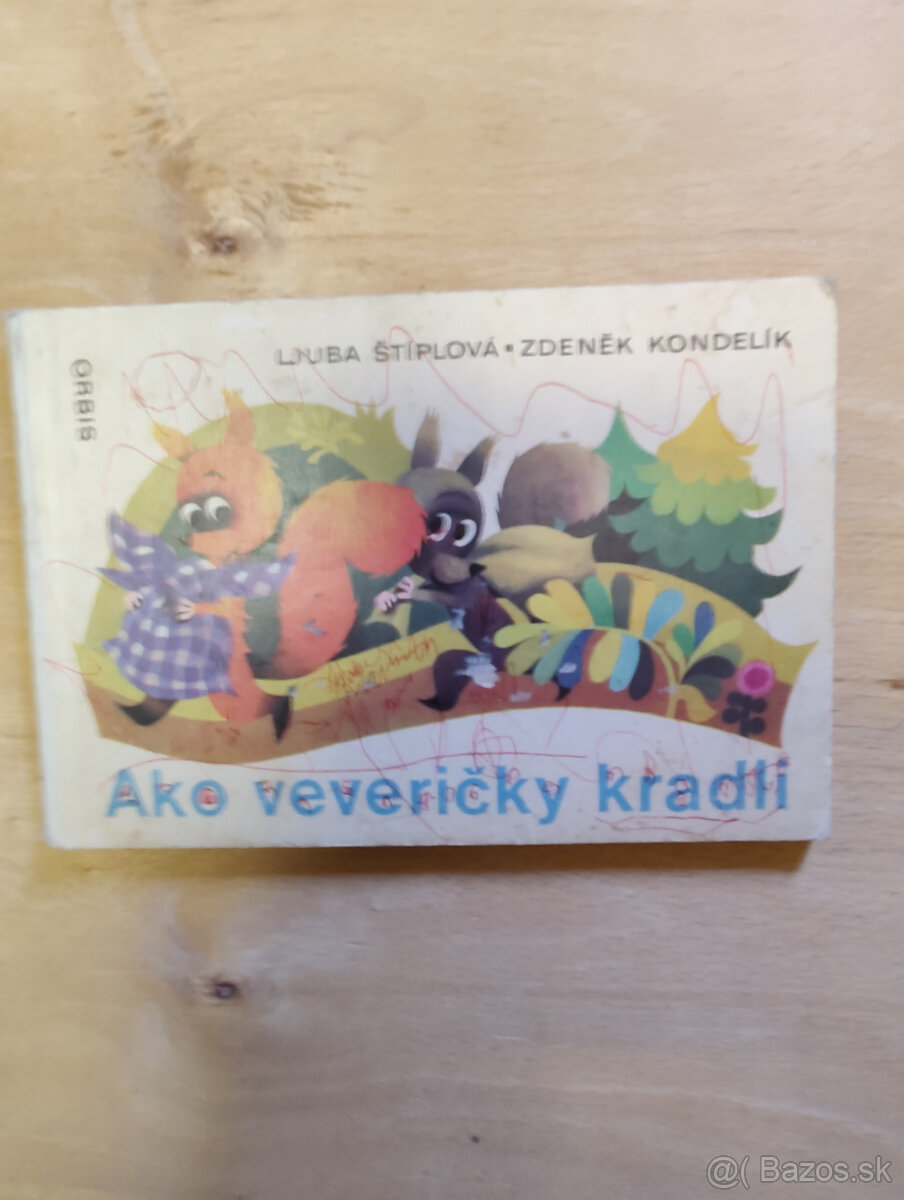 LJUBA ŠTÍPLOVÁ • ZDENĚK KONDELÍK
ORBIS
Ako veveričky kradli
@( Bazos.sk